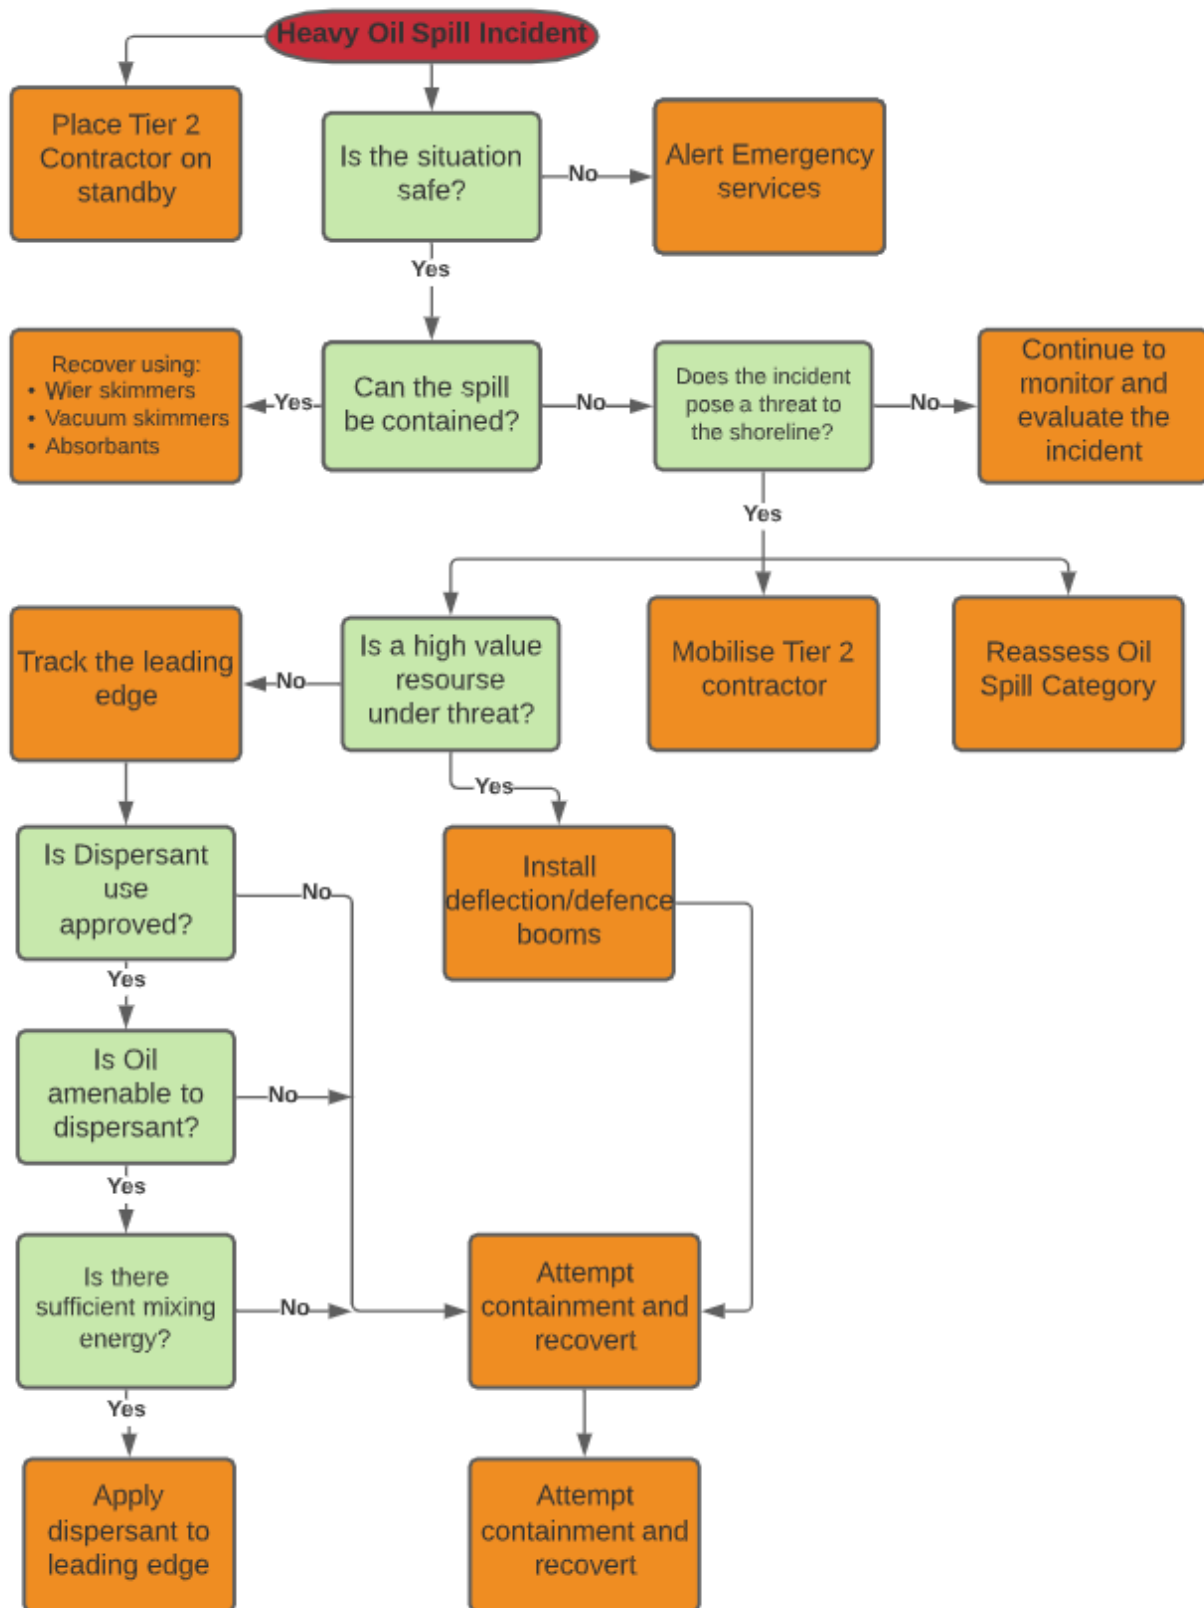 Heavy Oil Spill Incident
Place Tier 2
Contractor on
standby
Is the situation
safe?
No
Alert Emergency
services
Yes
Recover using:
• Wier skimmers
• Vacuum skimmers
• Absorbants
Yes
Can the spill
be contained?
No
Does the incident
pose a threat to
the shoreline?
No
Continue to
monitor and
evaluate the
incident
Yes
Track the leading
edge
No
Is a high value
resourse
under threat?
Mobilise Tier 2
contractor
Reassess Oil
Spill Category
Yes
Is Dispersant
use
approved?
No
Install
deflection/defence
booms
Yes
Is Oil
amenable to
dispersant?
No
Yes
Is there
sufficient mixing
energy?
No
Attempt
containment and
recovert
Yes
Apply
dispersant to
leading edge
Attempt
containment and
recovert